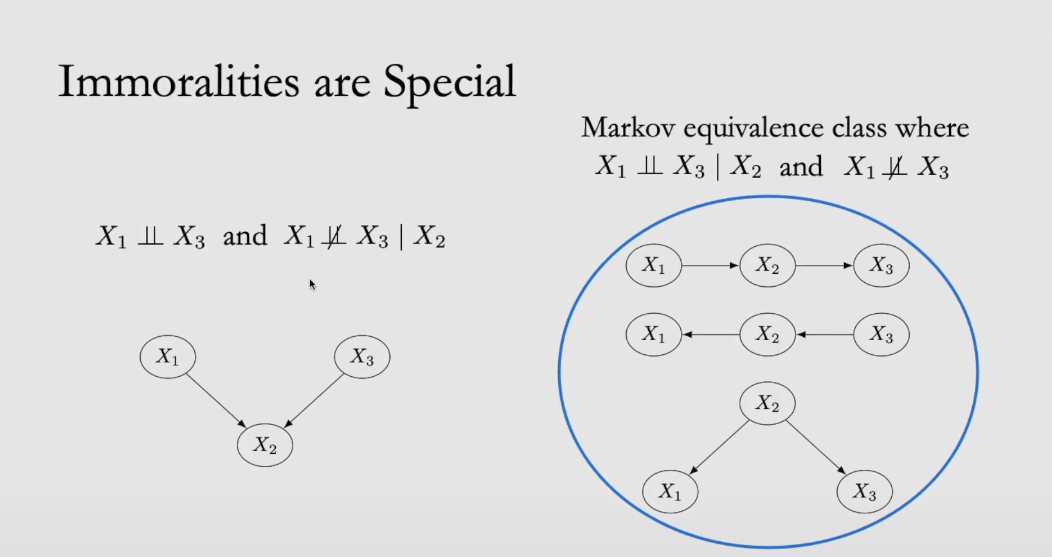 Immoralities are Special
Markov equivalence class where
X₁ ⫫ X₃ | X₂ and X₁ ⫫̸ X₃
X₁ ⫫ X₃ and X₁ ⫫̸ X₃ | X₂
X₁ X₂ X₃
X₁ X₂ X₃
X₁ X₃
X₂
X₂
X₁ X₃